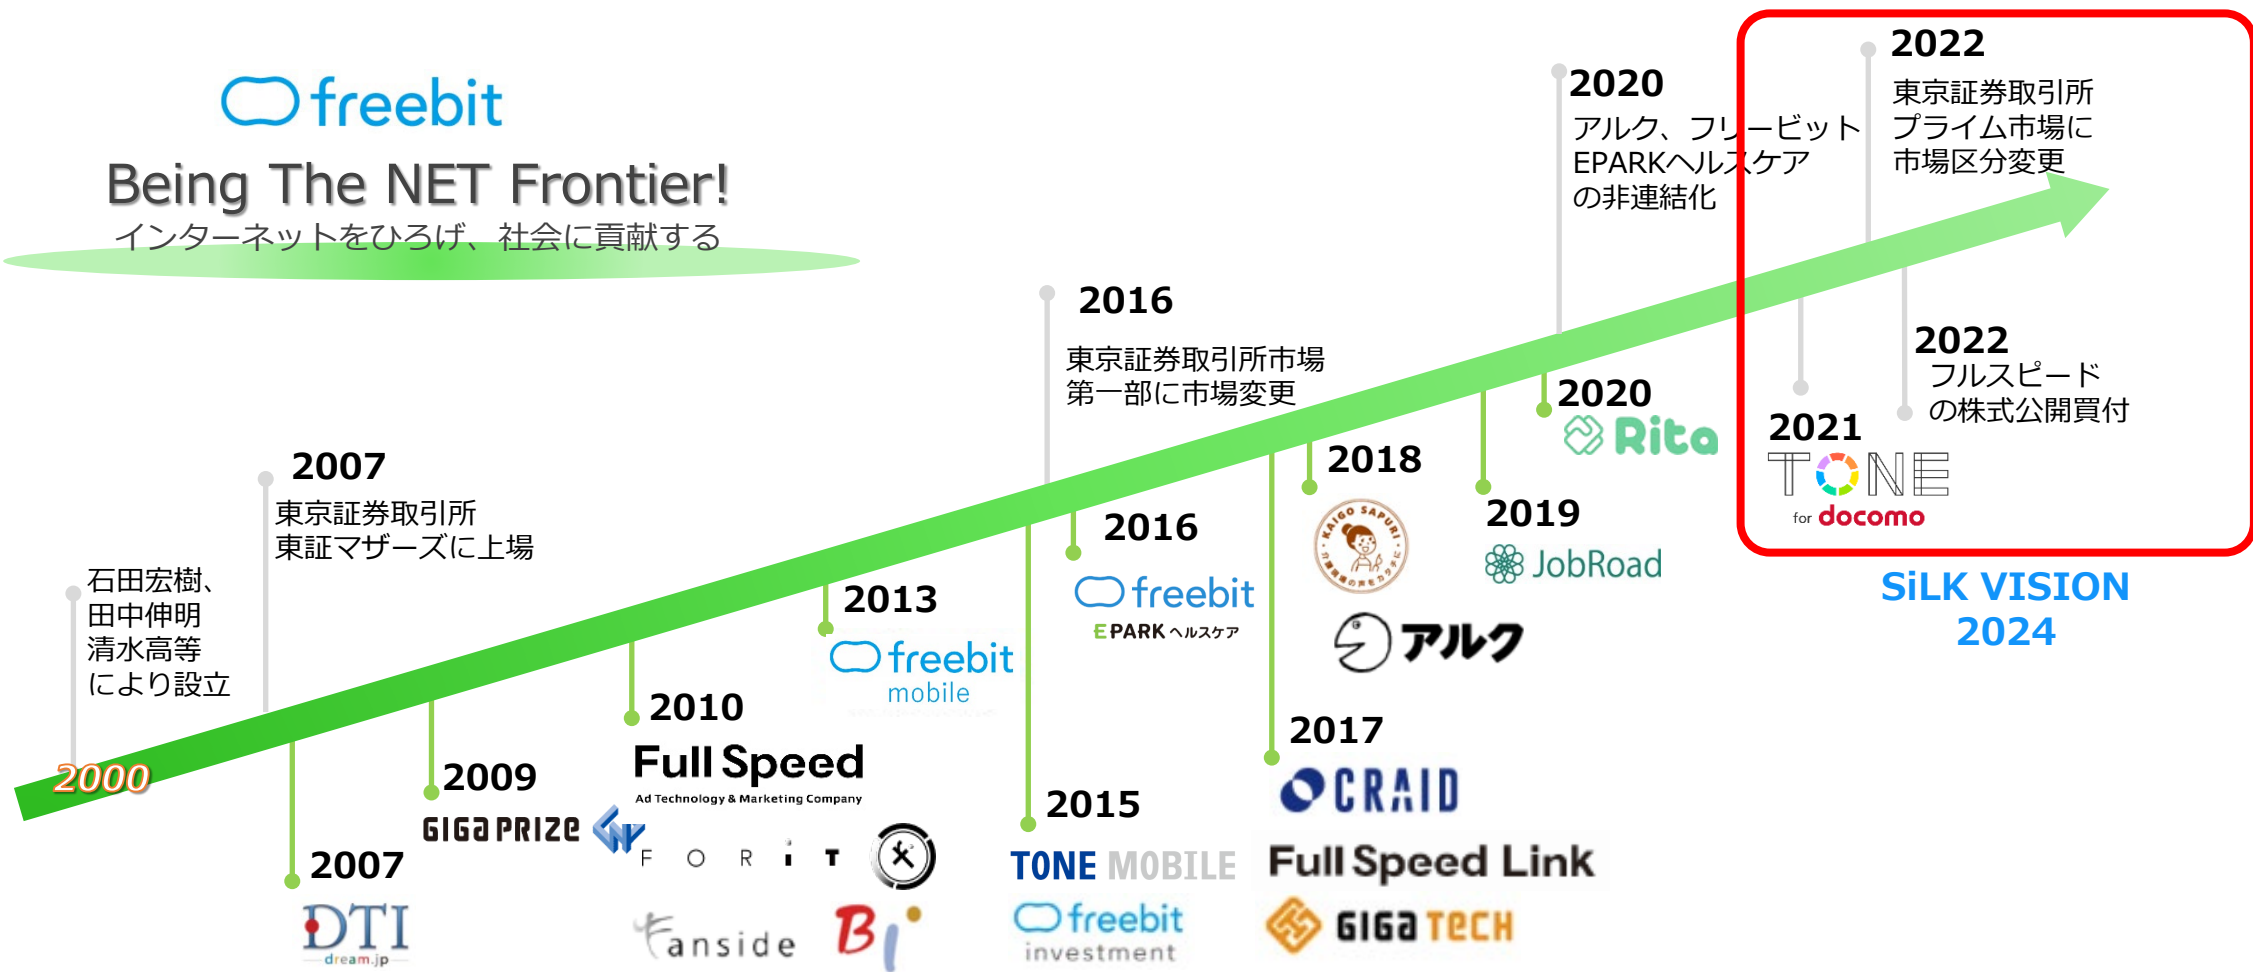 freebit
Being The NET Frontier!
インターネットをひろげ、社会に貢献する
2000
石田宏樹、
田中伸明
清水高等
により設立
2007
東京証券取引所
東証マザーズに上場
2007
DTI
dream.jp
2009
GIGAPRIZE
2010
Full Speed
Ad Technology & Marketing Company
FORiT
Fanside
2013
freebit
mobile
2015
TONE MOBILE
freebit
investment
2016
東京証券取引所市場
第一部に市場変更
2016
freebit
EPARKヘルスケア
2017
CRAID
Full Speed Link
GIGA TECH
2018
KAIGO SAPURI
アルク
2019
JobRoad
2020
アルク、フリービット
EPARKヘルスケア
の非連結化
2020
Rita
2021
TONE
for docomo
2022
東京証券取引所
プライム市場に
市場区分変更
2022
フルスピード
の株式公開買付
SiLK VISION
2024